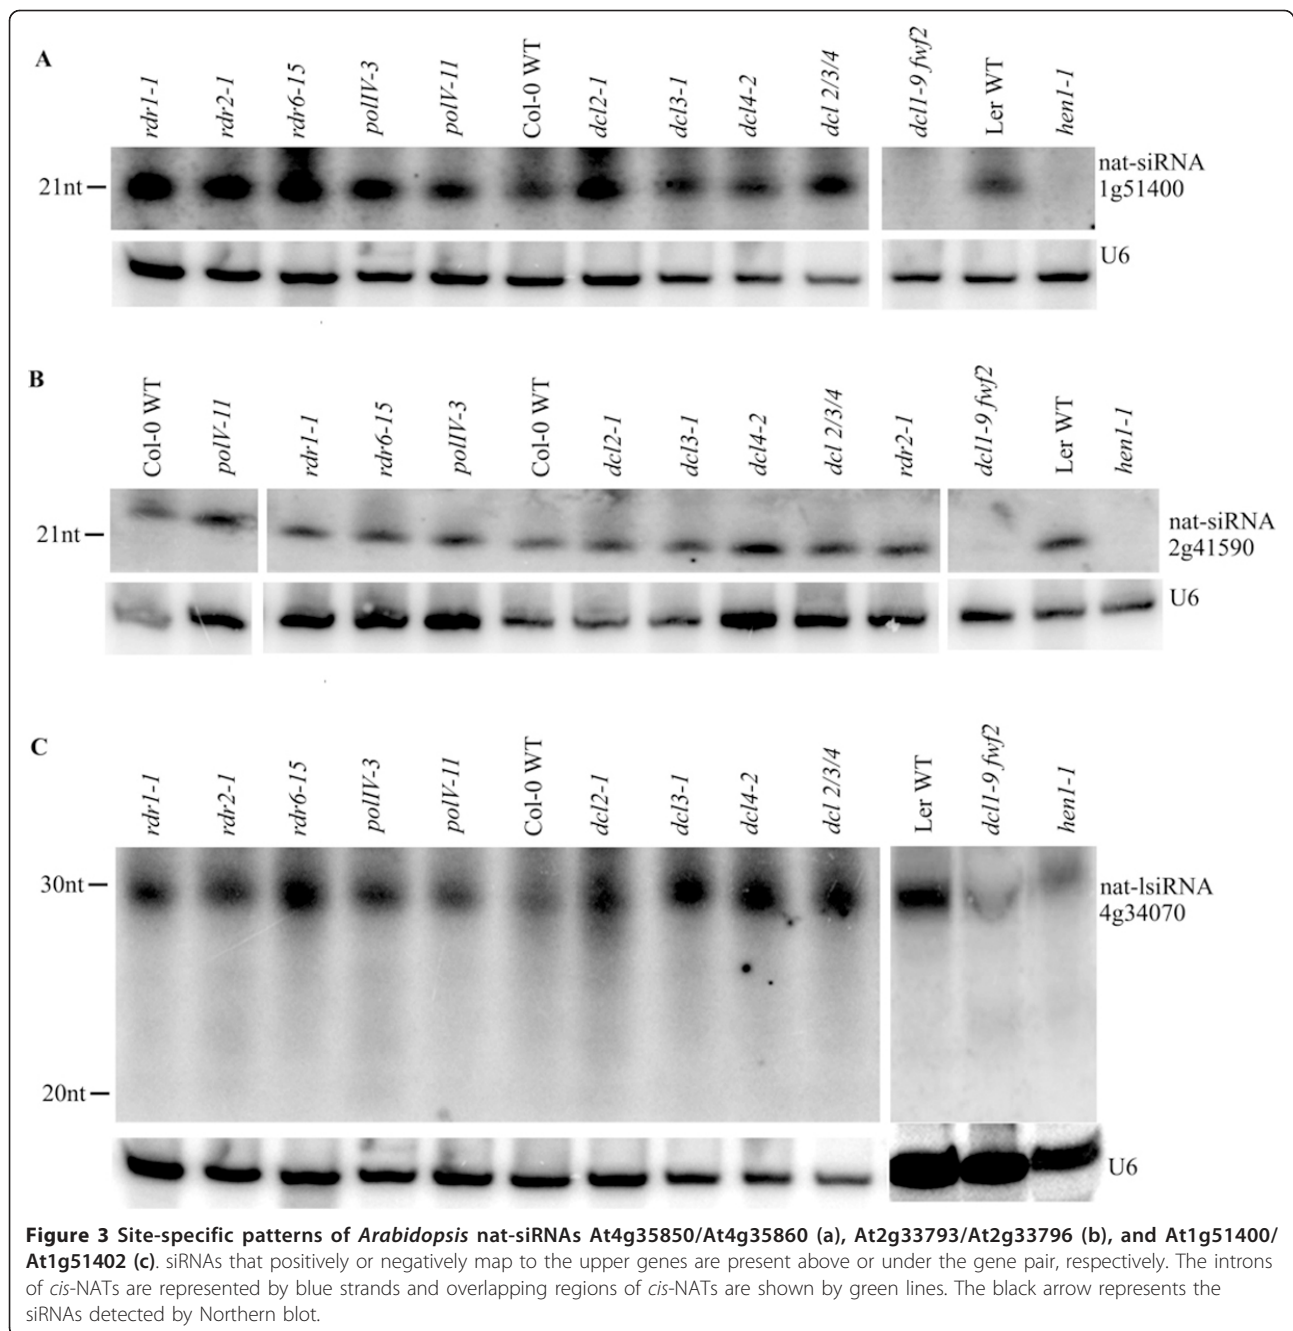 A
rdr1-1 rdr2-1 rdr6-15 polIV-3 polV-11 Col-0 WT dcl2-1 dcl3-1 dcl4-2 dcl 2/3/4 dcl1-9 fwf2 Ler WT hen1-1
21nt
nat-siRNA
1g51400
U6
B
Col-0 WT polV-11 rdr1-1 rdr6-15 polIV-3 Col-0 WT dcl2-1 dcl3-1 dcl4-2 dcl 2/3/4 rdr2-1 dcl1-9 fwf2 Ler WT hen1-1
21nt
nat-siRNA
2g41590
U6
C
rdr1-1 rdr2-1 rdr6-15 polIV-3 polV-11 Col-0 WT dcl2-1 dcl3-1 dcl4-2 dcl 2/3/4 Ler WT dcl1-9 fwf2 hen1-1
30nt
nat-lsiRNA
4g34070
20nt
U6
Figure 3 Site-specific patterns of Arabidopsis nat-siRNAs At4g35850/At4g35860 (a), At2g33793/At2g33796 (b), and At1g51400/
At1g51402 (c). siRNAs that positively or negatively map to the upper genes are present above or under the gene pair, respectively. The introns
of cis-NATs are represented by blue strands and overlapping regions of cis-NATs are shown by green lines. The black arrow represents the
siRNAs detected by Northern blot.